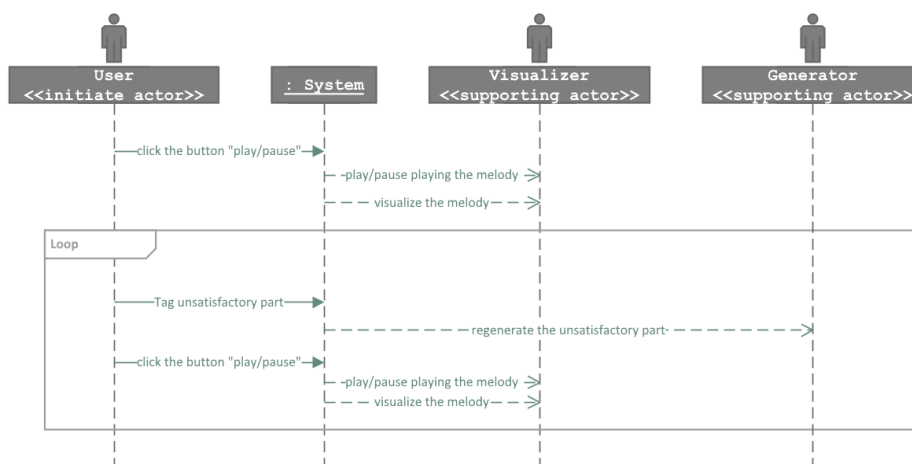 User
<<initiate actor>>
: System
Visualizer
<<supporting actor>>
Generator
<<supporting actor>>
click the button "play/pause"
play/pause playing the melody
visualize the melody
Loop
Tag unsatisfactory part
regenerate the unsatisfactory part
click the button "play/pause"
play/pause playing the melody
visualize the melody